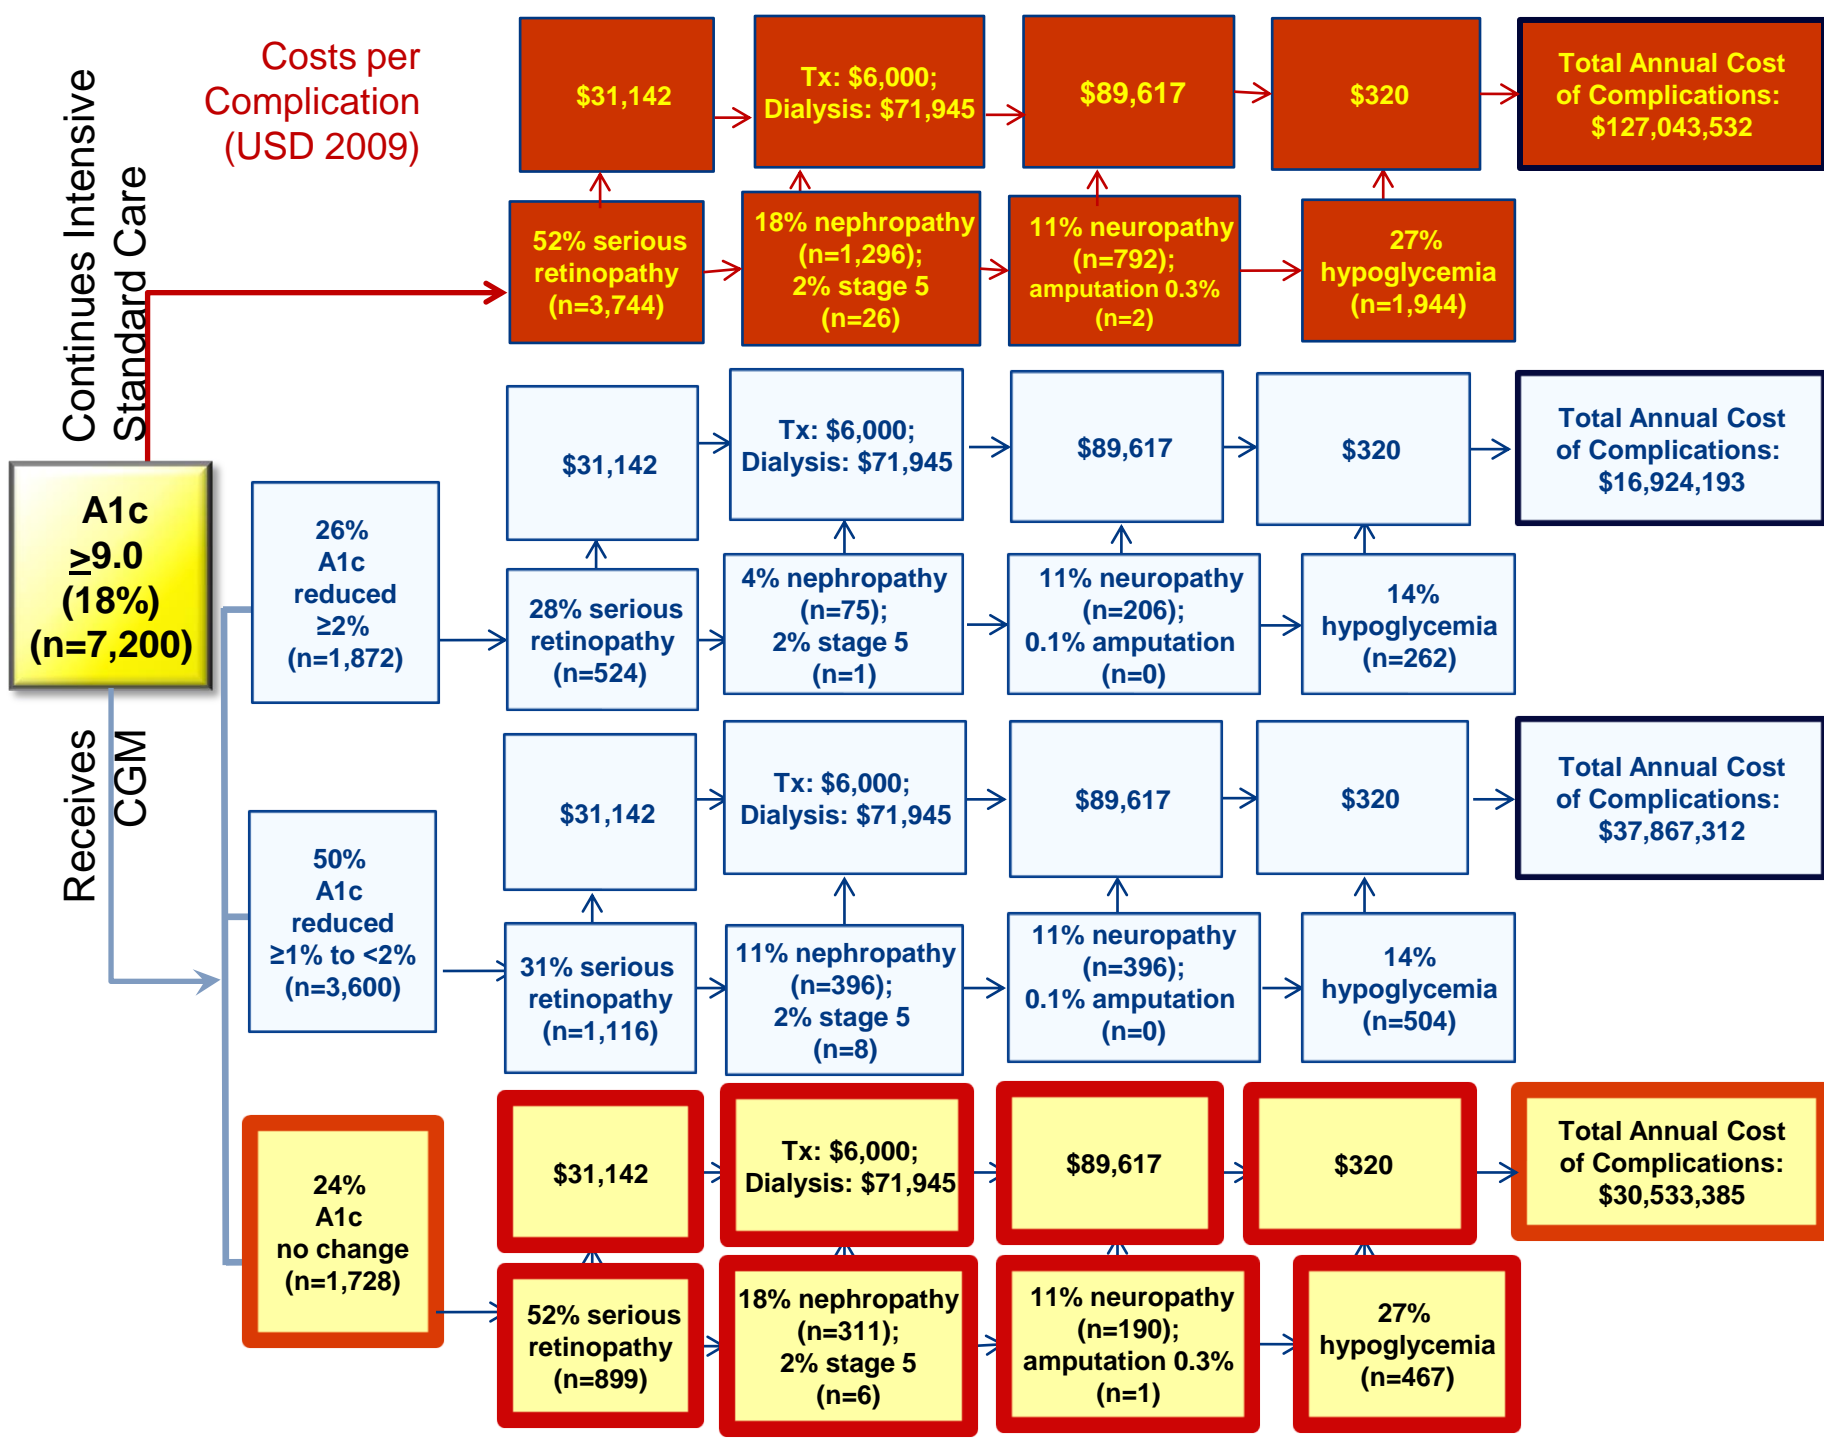 Costs per
Complication
(USD 2009)
Continues Intensive
Standard Care
$31,142
Tx: $6,000;
Dialysis: $71,945
$89,617
$320
Total Annual Cost
of Complications:
$127,043,532
52% serious
retinopathy
(n=3,744)
18% nephropathy
(n=1,296);
2% stage 5
(n=26)
11% neuropathy
(n=792);
amputation 0.3%
(n=2)
27%
hypoglycemia
(n=1,944)
A1c
≥9.0
(18%)
(n=7,200)
Receives
CGM
26%
A1c
reduced
≥2%
(n=1,872)
$31,142
Tx: $6,000;
Dialysis: $71,945
$89,617
$320
Total Annual Cost
of Complications:
$16,924,193
28% serious
retinopathy
(n=524)
4% nephropathy
(n=75);
2% stage 5
(n=1)
11% neuropathy
(n=206);
0.1% amputation
(n=0)
14%
hypoglycemia
(n=262)
50%
A1c
reduced
≥1% to <2%
(n=3,600)
$31,142
Tx: $6,000;
Dialysis: $71,945
$89,617
$320
Total Annual Cost
of Complications:
$37,867,312
31% serious
retinopathy
(n=1,116)
11% nephropathy
(n=396);
2% stage 5
(n=8)
11% neuropathy
(n=396);
0.1% amputation
(n=0)
14%
hypoglycemia
(n=504)
24%
A1c
no change
(n=1,728)
$31,142
Tx: $6,000;
Dialysis: $71,945
$89,617
$320
Total Annual Cost
of Complications:
$30,533,385
52% serious
retinopathy
(n=899)
18% nephropathy
(n=311);
2% stage 5
(n=6)
11% neuropathy
(n=190);
amputation 0.3%
(n=1)
27%
hypoglycemia
(n=467)